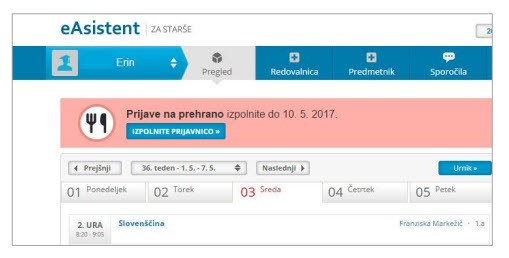 eAsistent ZA STARŠE
Erin Pregled Redovalnica Predmetnik Sporočila
Prijave na prehrano izpolnite do 10. 5. 2017.
IZPOLNITE PRIJAVNICO »
Prejšnji 36. teden - 1. 5. - 7. 5. Naslednji Urnik »
01 Ponedeljek 02 Torek 03 Sreda 04 Četrtek 05 Petek
2. URA Slovenščina Franziska Markežič · 1.a
8:20 - 9:05